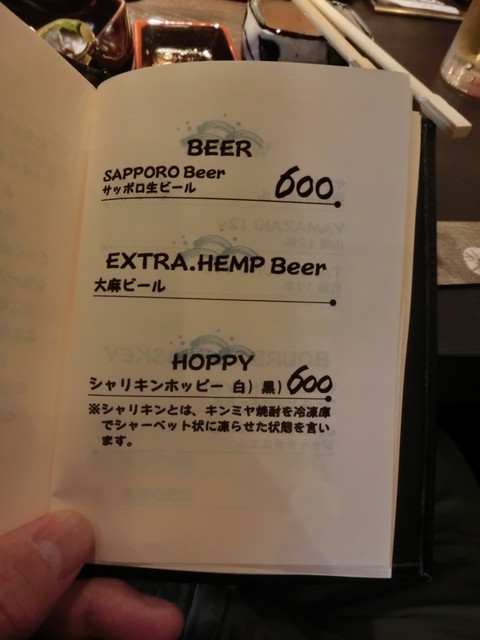 BEER
SAPPORO Beer
サッポロ生ビール 600
EXTRA.HEMP Beer
大麻ビール
HOPPY
シャリキンホッピー 白) 黒) 600
※シャリキンとは、キンミヤ焼酎を冷凍庫
でシャーベット状に凍らせた状態を言い
ます。